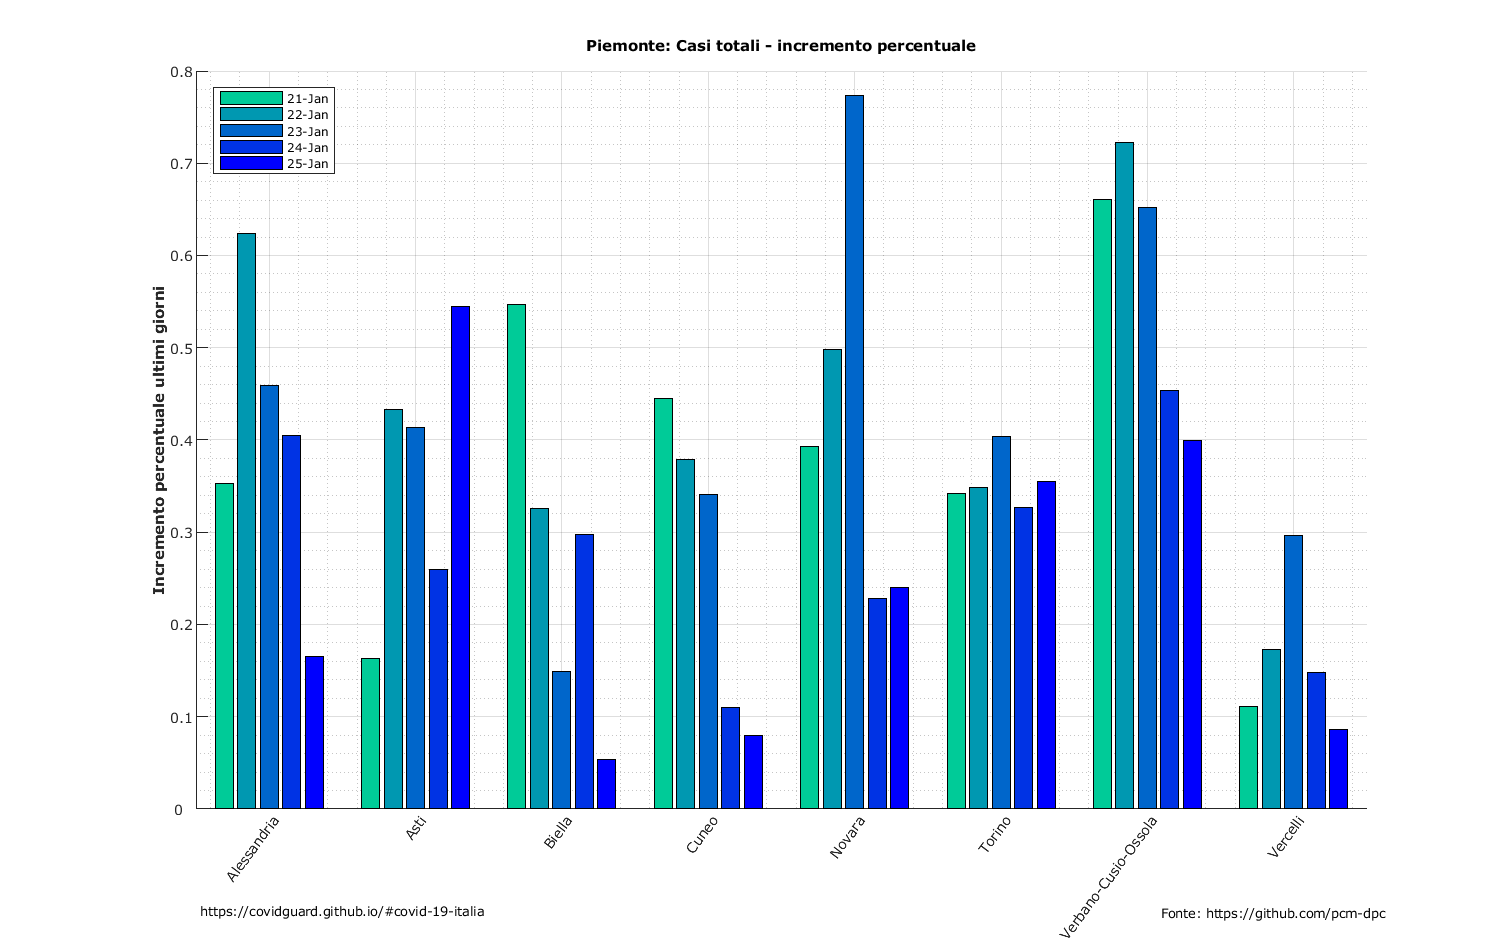 Piemonte: Casi totali - incremento percentuale
0.8
0.7
0.6
0.5
0.4
0.3
0.2
0.1
0
Incremento percentuale ultimi giorni
21-Jan
22-Jan
23-Jan
24-Jan
25-Jan
Alessandria
Asti
Biella
Cuneo
Novara
Torino
Verbano-Cusio-Ossola
Vercelli
https://covidguard.github.io/#covid-19-italia
Fonte: https://github.com/pcm-dpc